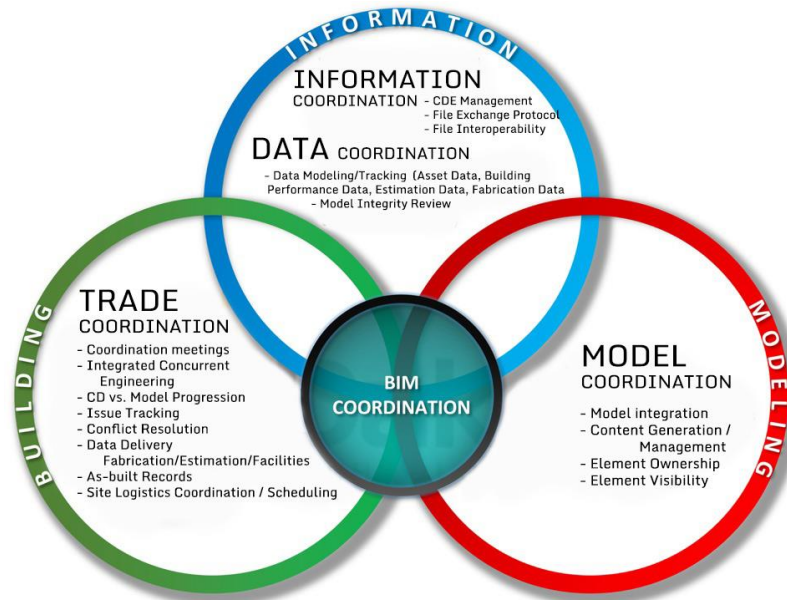 INFORMATION
INFORMATION
COORDINATION
- CDE Management
- File Exchange Protocol
- File Interoperability
DATA COORDINATION
- Data Modeling/Tracking (Asset Data, Building
Performance Data, Estimation Data, Fabrication Data
- Model Integrity Review
BUILDING
TRADE
COORDINATION
- Coordination meetings
- Integrated Concurrent
Engineering
- CD vs. Model Progression
- Issue Tracking
- Conflict Resolution
- Data Delivery
Fabrication/Estimation/Facilities
- As-built Records
- Site Logistics Coordination / Scheduling
BIM
COORDINATION
MODELING
MODEL
COORDINATION
- Model integration
- Content Generation /
Management
- Element Ownership
- Element Visibility